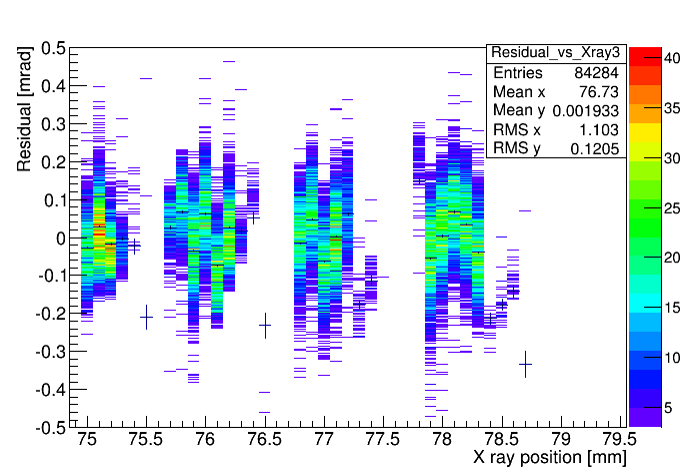 Residual_vs_Xray3
Entries 84284
Mean x 76.73
Mean y 0.001933
RMS x 1.103
RMS y 0.1205
Residual [mrad]
0.5
0.4
0.3
0.2
0.1
0
-0.1
-0.2
-0.3
-0.4
-0.5
75 75.5 76 76.5 77 77.5 78 78.5 79 79.5
X ray position [mm]
40
35
30
25
20
15
10
5